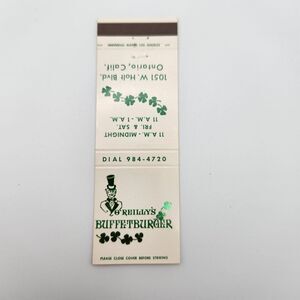 1051 W. Holt Blvd.
Ontario, Calif.
11 A.M. - MIDNIGHT
FRI. & SAT.
11 A.M. - 1 A.M.
DIAL 984-4720
O'REILLY'S
BUFFETBURGER
PLEASE CLOSE COVER BEFORE STRIKING